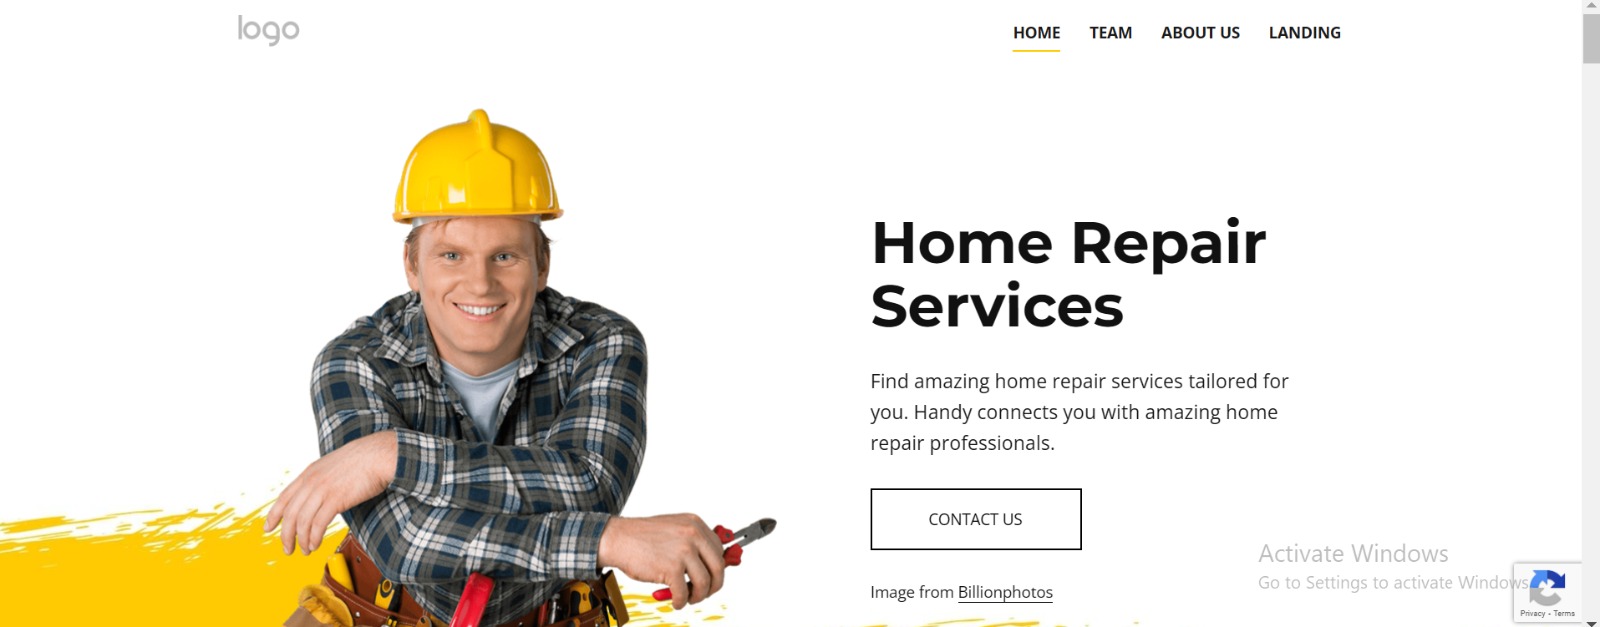 logo
HOME TEAM ABOUT US LANDING
Home Repair
Services
Find amazing home repair services tailored for
you. Handy connects you with amazing home
repair professionals.
CONTACT US
Image from Billionphotos
Activate Windows
Go to Settings to activate Windows
Privacy - Terms